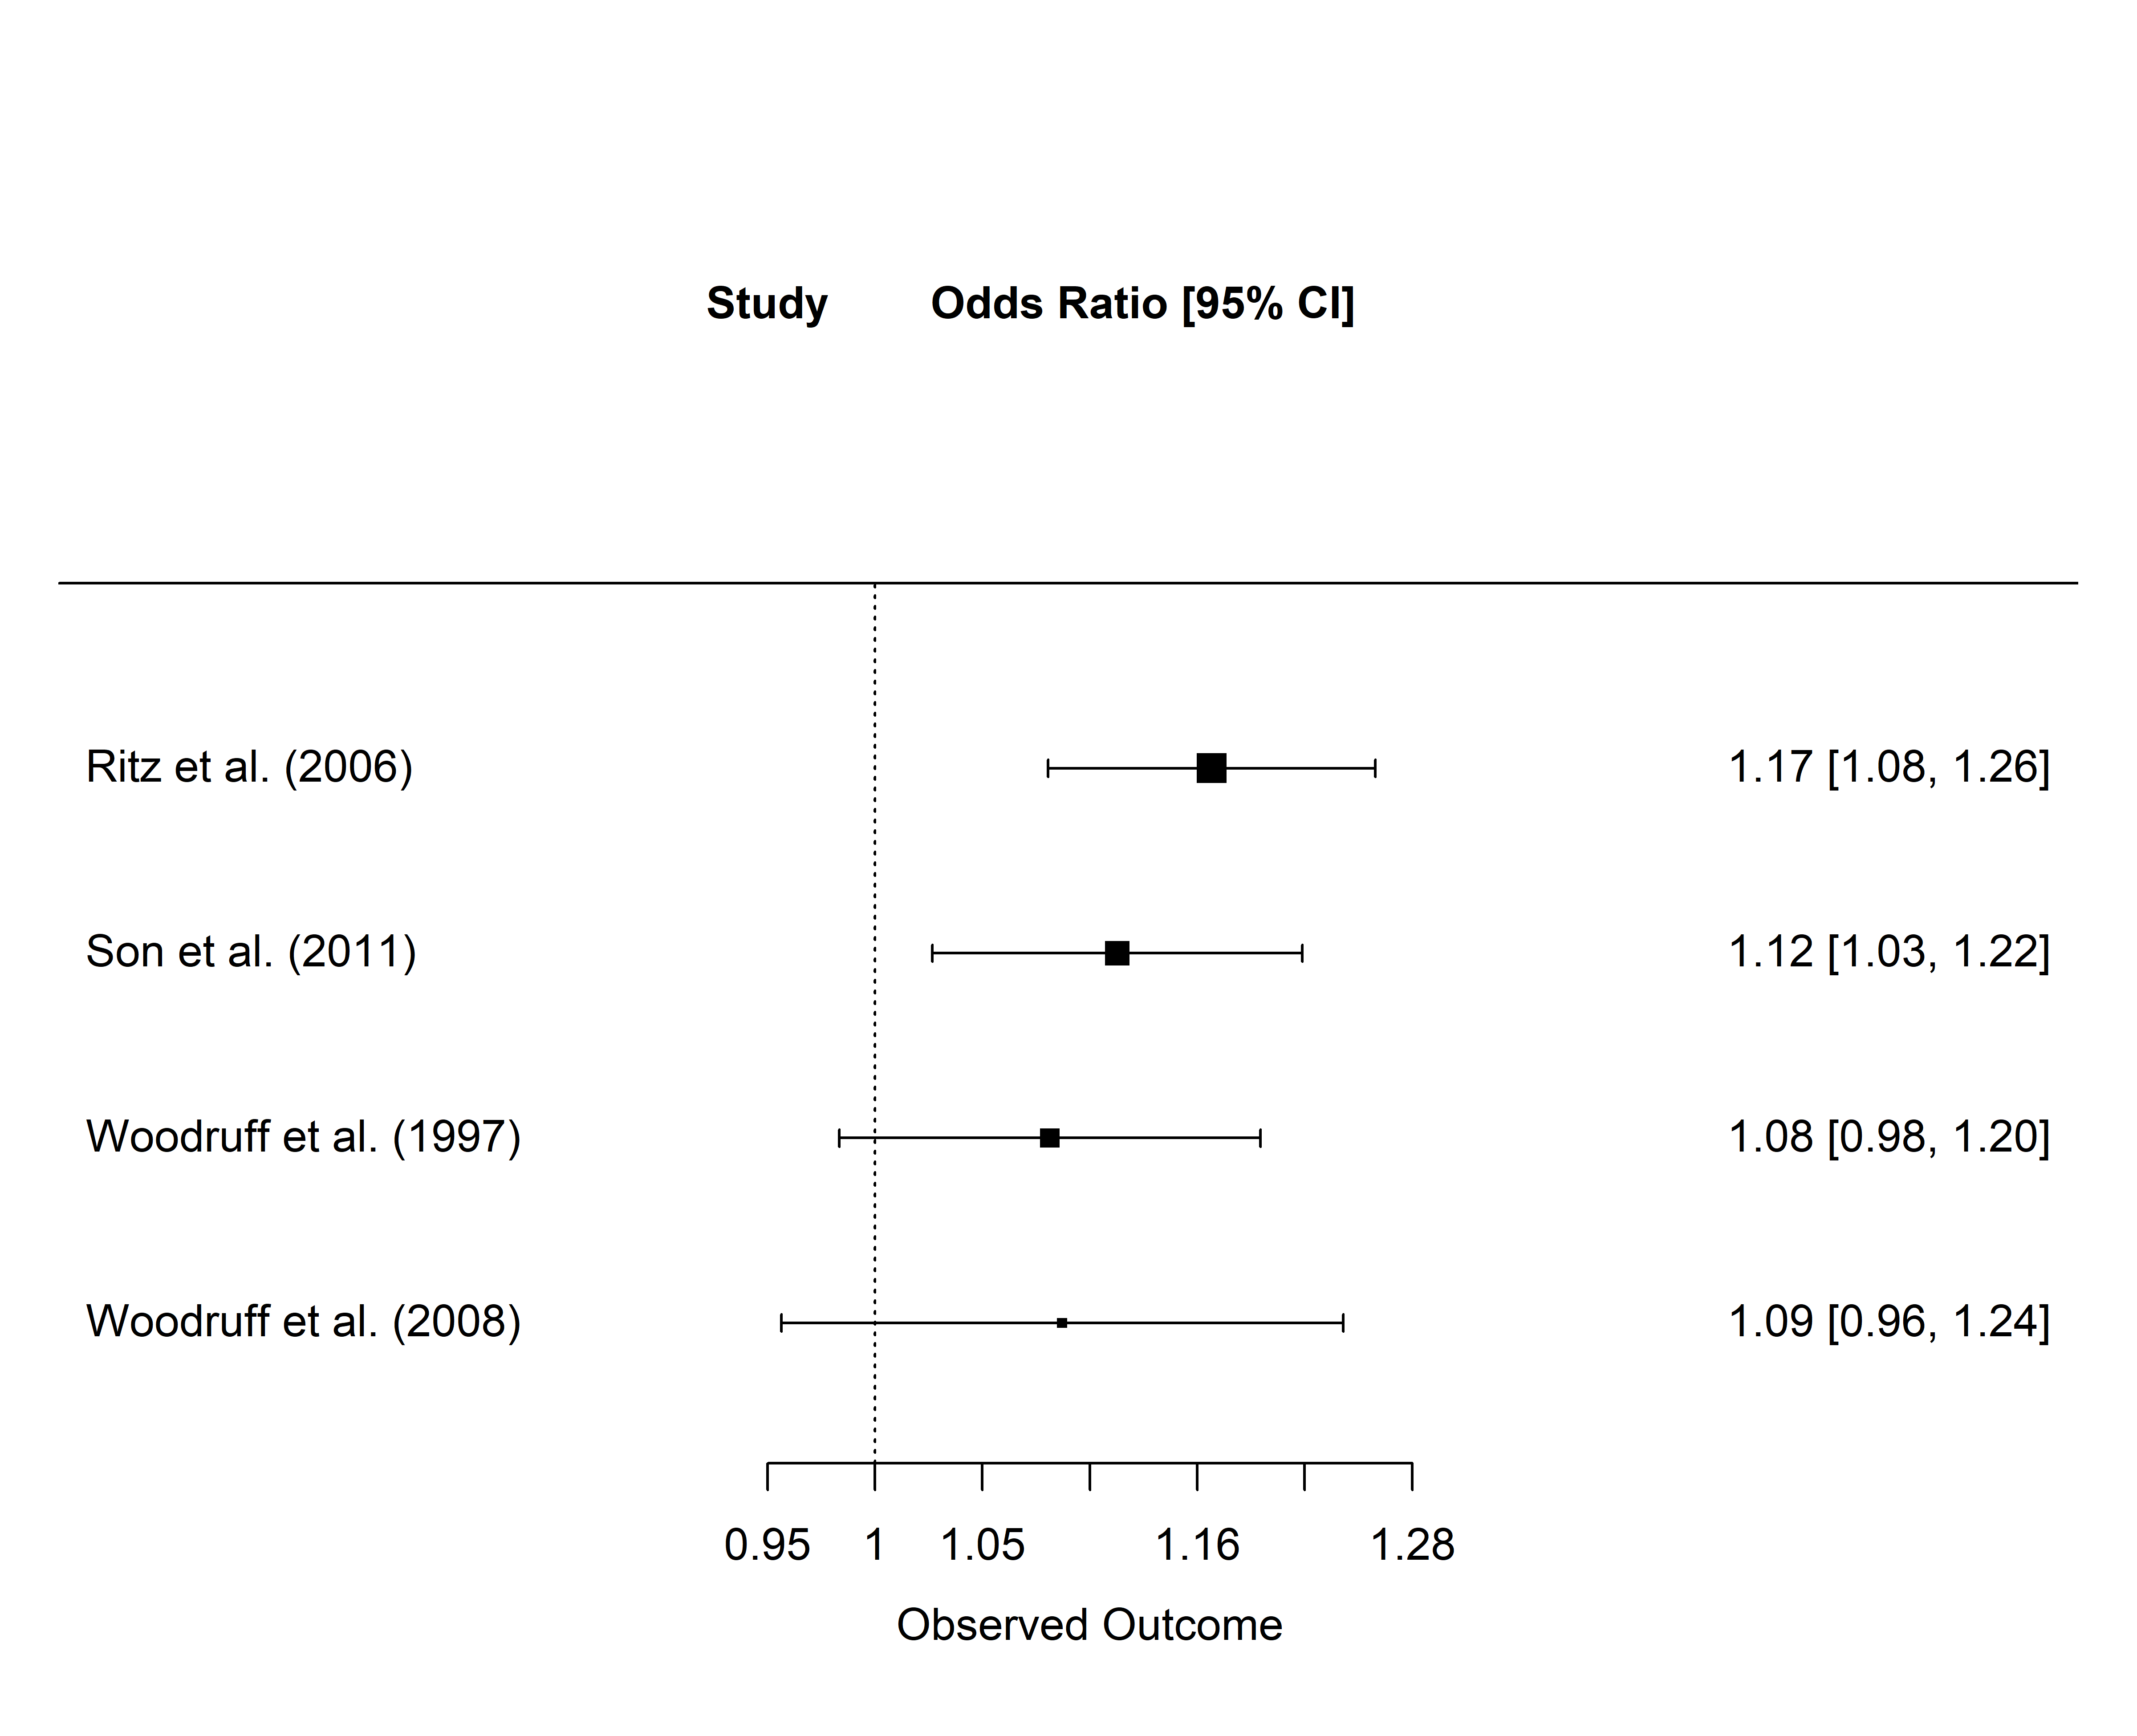 Study Odds Ratio [95% CI]
Ritz et al. (2006) 1.17 [1.08, 1.26]
Son et al. (2011) 1.12 [1.03, 1.22]
Woodruff et al. (1997) 1.08 [0.98, 1.20]
Woodruff et al. (2008) 1.09 [0.96, 1.24]
0.95 1 1.05 1.16 1.28
Observed Outcome